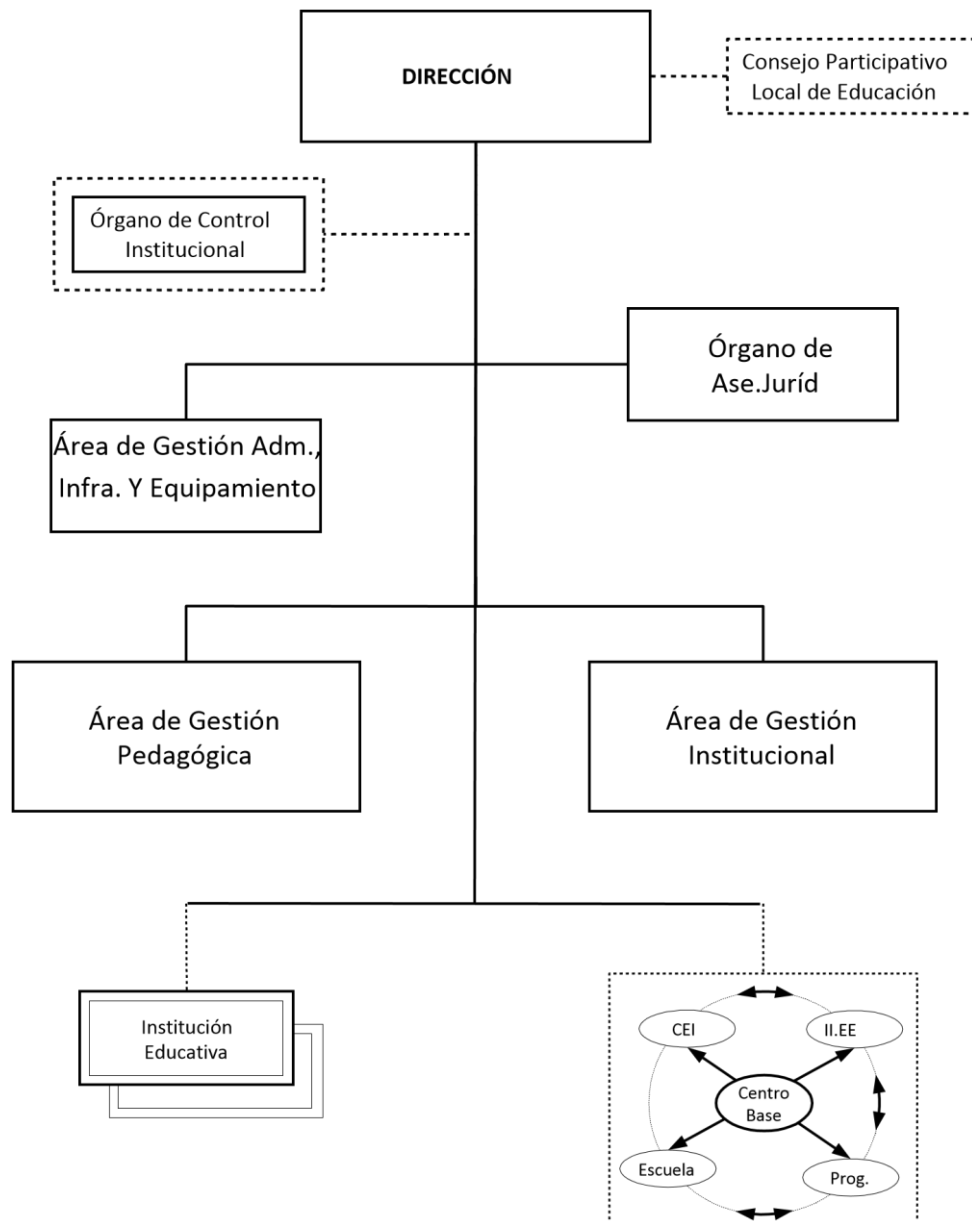 DIRECCIÓN
Consejo Participativo
Local de Educación
Órgano de Control
Institucional
Órgano de
Ase.Juríd
Área de Gestión Adm.,
Infra. Y Equipamiento
Área de Gestión
Pedagógica
Área de Gestión
Institucional
Institución
Educativa
CEI
II.EE
Centro
Base
Escuela
Prog.